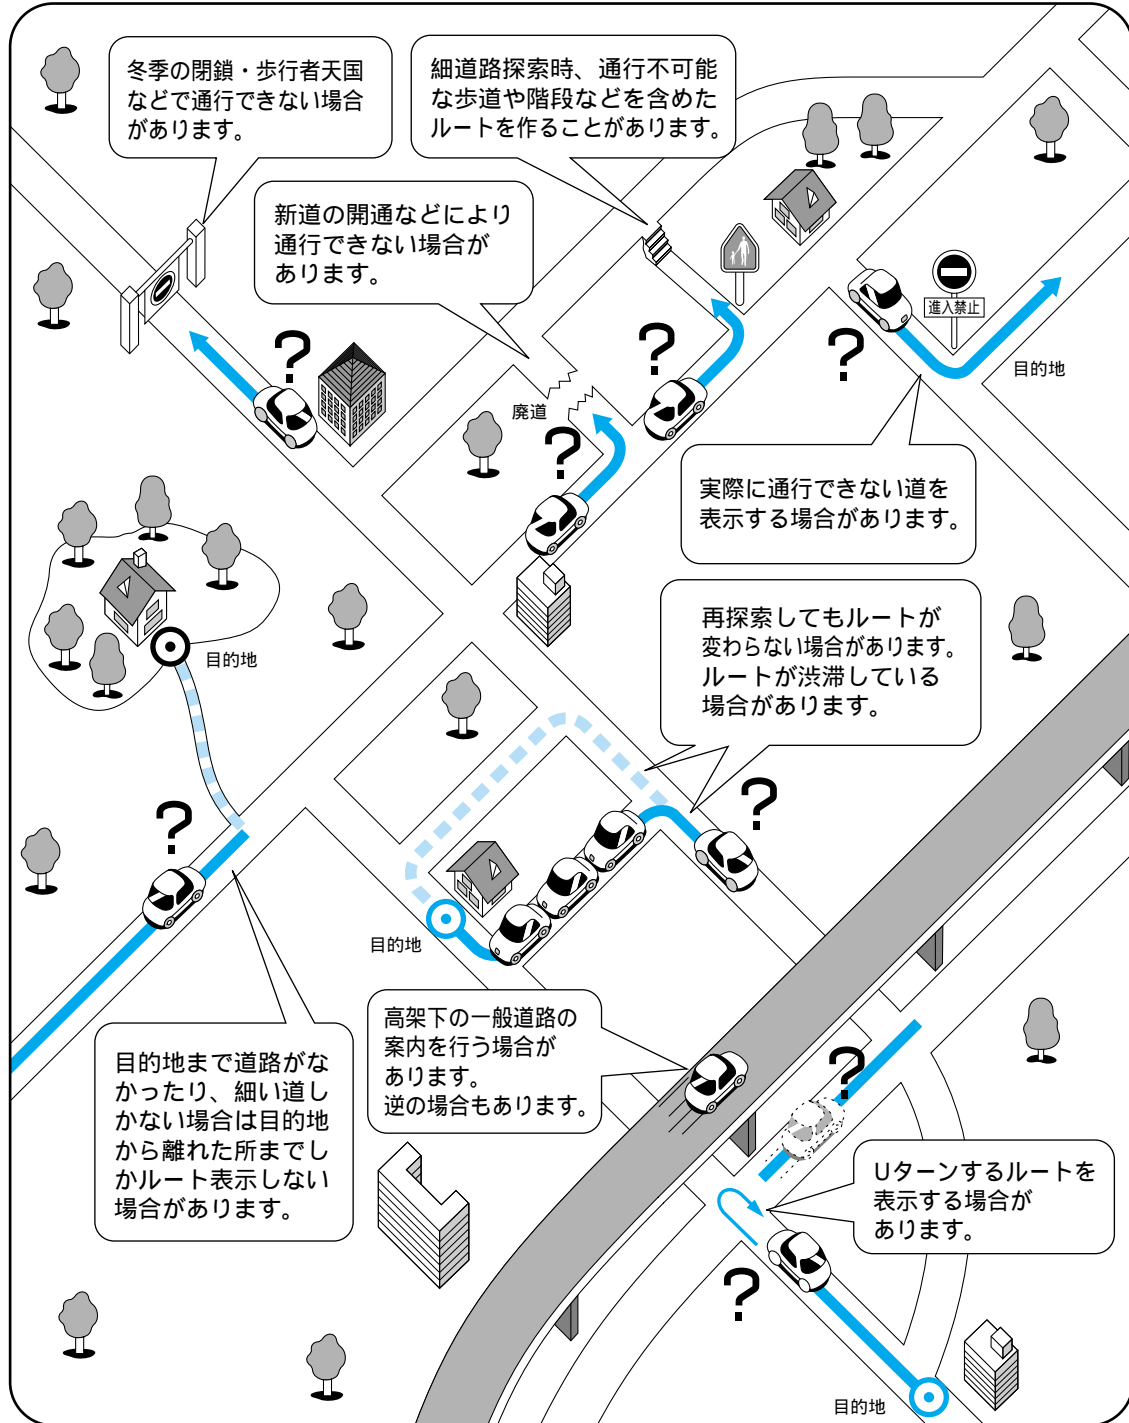 冬季の閉鎖・歩行者天国
などで通行できない場合
があります。
細道路探索時、通行不可能
な歩道や階段などを含めた
ルートを作ることがあります。
新道の開通などにより
通行できない場合が
あります。
進入禁止
目的地
廃道
実際に通行できない道を
表示する場合があります。
再探索してもルートが
変わらない場合があります。
ルートが渋滞している
場合があります。
目的地
目的地
高架下の一般道路の
案内を行う場合が
あります。
逆の場合もあります。
目的地まで道路がな
かったり、細い道し
かない場合は目的地
から離れた所までし
かルート表示しない
場合があります。
Uターンするルートを
表示する場合が
あります。
目的地